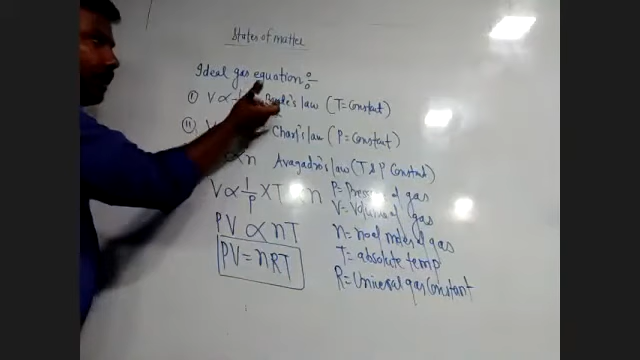 States of matter
Ideal gas equation :-
(i) V ∝ Boyle's law (T = Constant)
(ii) V Charl's law (P = Constant)
∝ n Avagadro's law (T & P Constant)
V ∝ 1/P × T × n
P = Pressure of gas
V = Volume of gas
PV ∝ nT
n = no of moles of gas
PV = nRT
T = absolute temp
R = Universal gas Constant